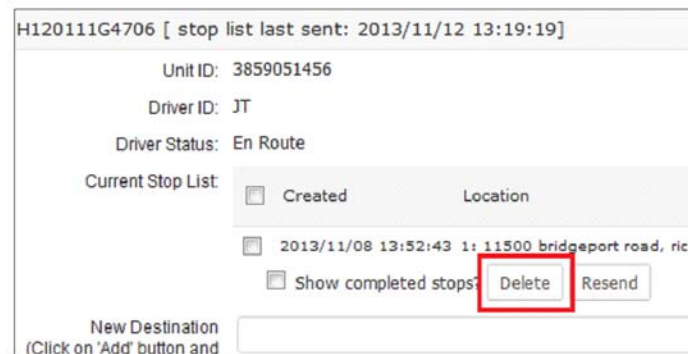 H120111G4706 [ stop list last sent: 2013/11/12 13:19:19]
Unit ID: 3859051456
Driver ID: JT
Driver Status: En Route
Current Stop List:
Created Location
2013/11/08 13:52:43 1: 11500 bridgeport road, ric
Show completed stops? Delete Resend
New Destination
(Click on 'Add' button and